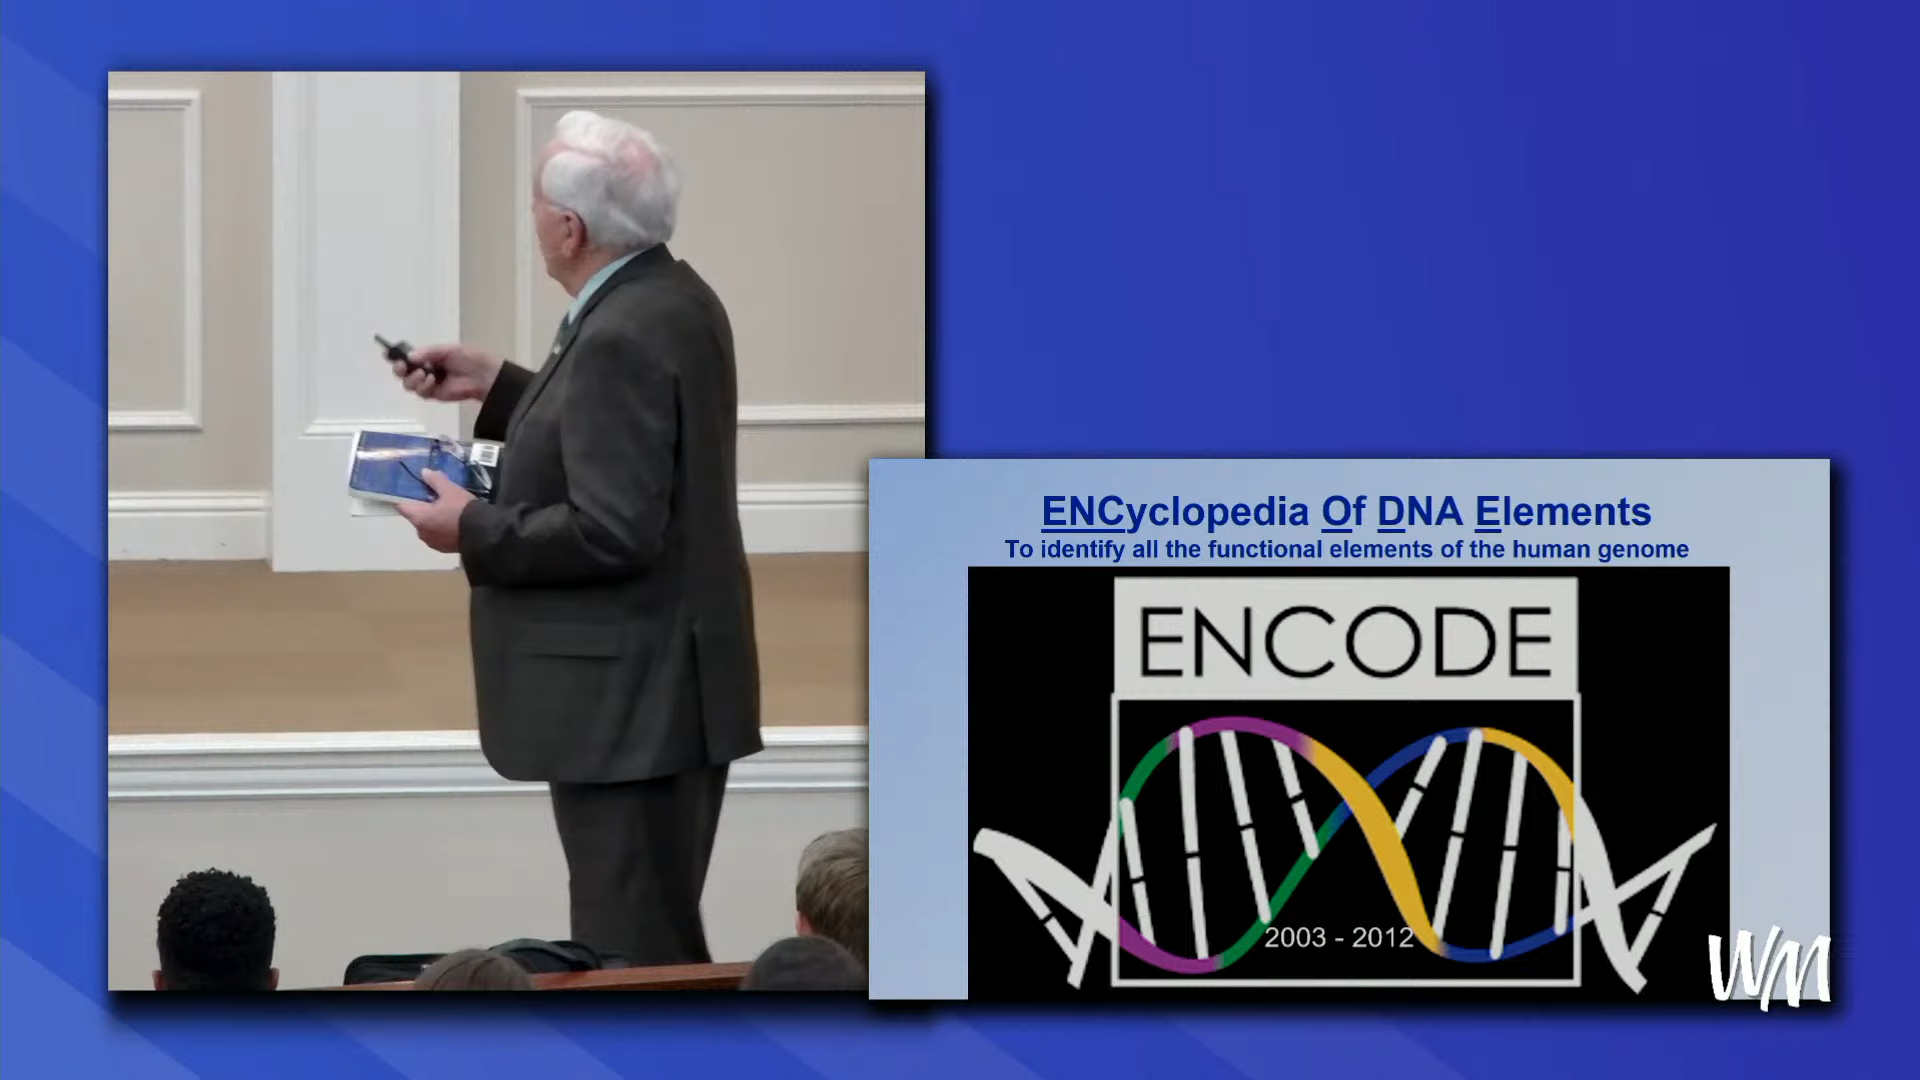 ENCyclopedia Of DNA Elements
To identify all the functional elements of the human genome
ENCODE
2003 - 2012
WM